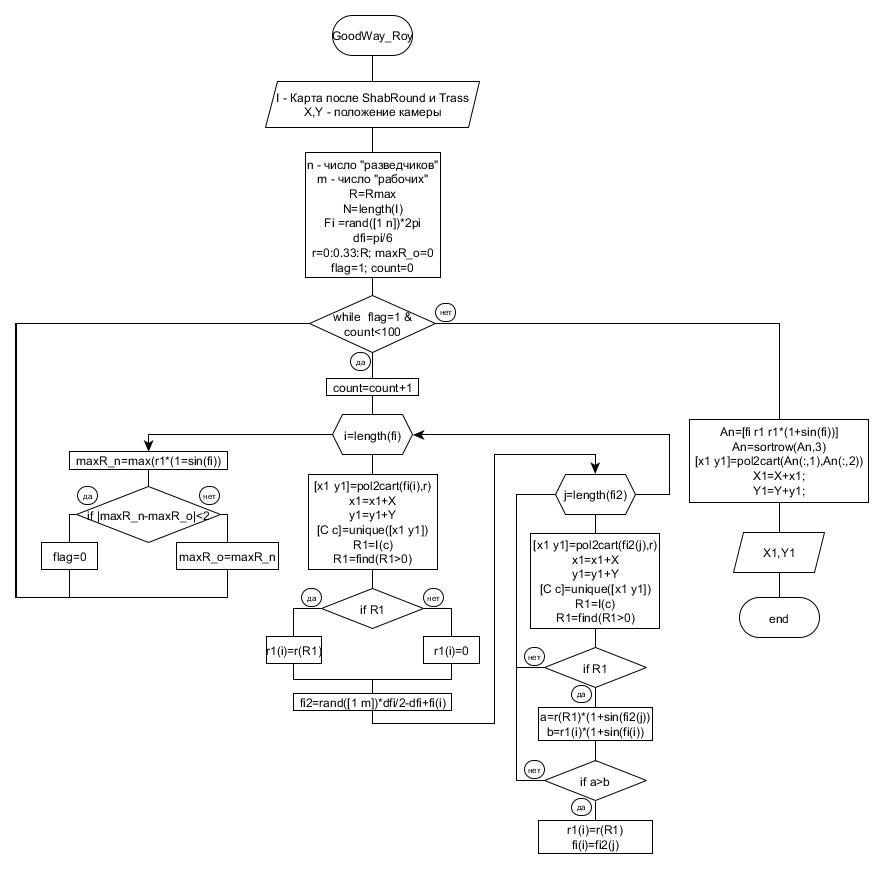 GoodWay_Roy
I - Карта после ShabRound и Trass
X,Y - положение камеры
n - число "разведчиков"
m - число "рабочих"
R=Rmax
N=length(I)
Fi =rand([1 n])*2pi
dfi=pi/6
r=0:0.33:R; maxR_o=0
flag=1; count=0
while flag=1 &
count<100
нет
да
count=count+1
i=length(fi)
maxR_n=max(r1*(1=sin(fi))
да
нет
if |maxR_n-maxR_o|<2
flag=0
maxR_o=maxR_n
[x1 y1]=pol2cart(fi(i),r)
x1=x1+X
y1=y1+Y
[C c]=unique([x1 y1])
R1=I(c)
R1=find(R1>0)
да
нет
if R1
r1(i)=r(R1)
r1(i)=0
fi2=rand([1 m])*dfi/2-dfi+fi(i)
j=length(fi2)
[x1 y1]=pol2cart(fi2(j),r)
x1=x1+X
y1=y1+Y
[C c]=unique([x1 y1])
R1=I(c)
R1=find(R1>0)
нет
if R1
да
a=r(R1)*(1+sin(fi2(j))
b=r1(i)*(1+sin(fi(i))
нет
if a>b
да
r1(i)=r(R1)
fi(i)=fi2(j)
An=[fi r1 r1*(1+sin(fi))]
An=sortrow(An,3)
[x1 y1]=pol2cart(An(:,1),An(:,2))
X1=X+x1;
Y1=Y+y1;
X1,Y1
end